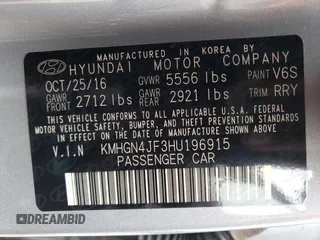 MANUFACTURED IN KOREA BY
HYUNDAI MOTOR COMPANY
OCT/25/16 GVWR 5556 lbs PAINT V6S
GAWR FRONT 2712 lbs GAWR REAR 2921 lbs TRIM RRY
THIS VEHICLE CONFORMS TO ALL APPLICABLE U.S.A. FEDERAL MOTOR
VEHICLE SAFETY, BUMPER, AND THEFT PREVENTION STANDARDS IN
EFFECT ON THE DATE OF MANUFACTURE SHOWN ABOVE.
V.I.N KMHGN4JF3HU196915
PASSENGER CAR
DREAMBID